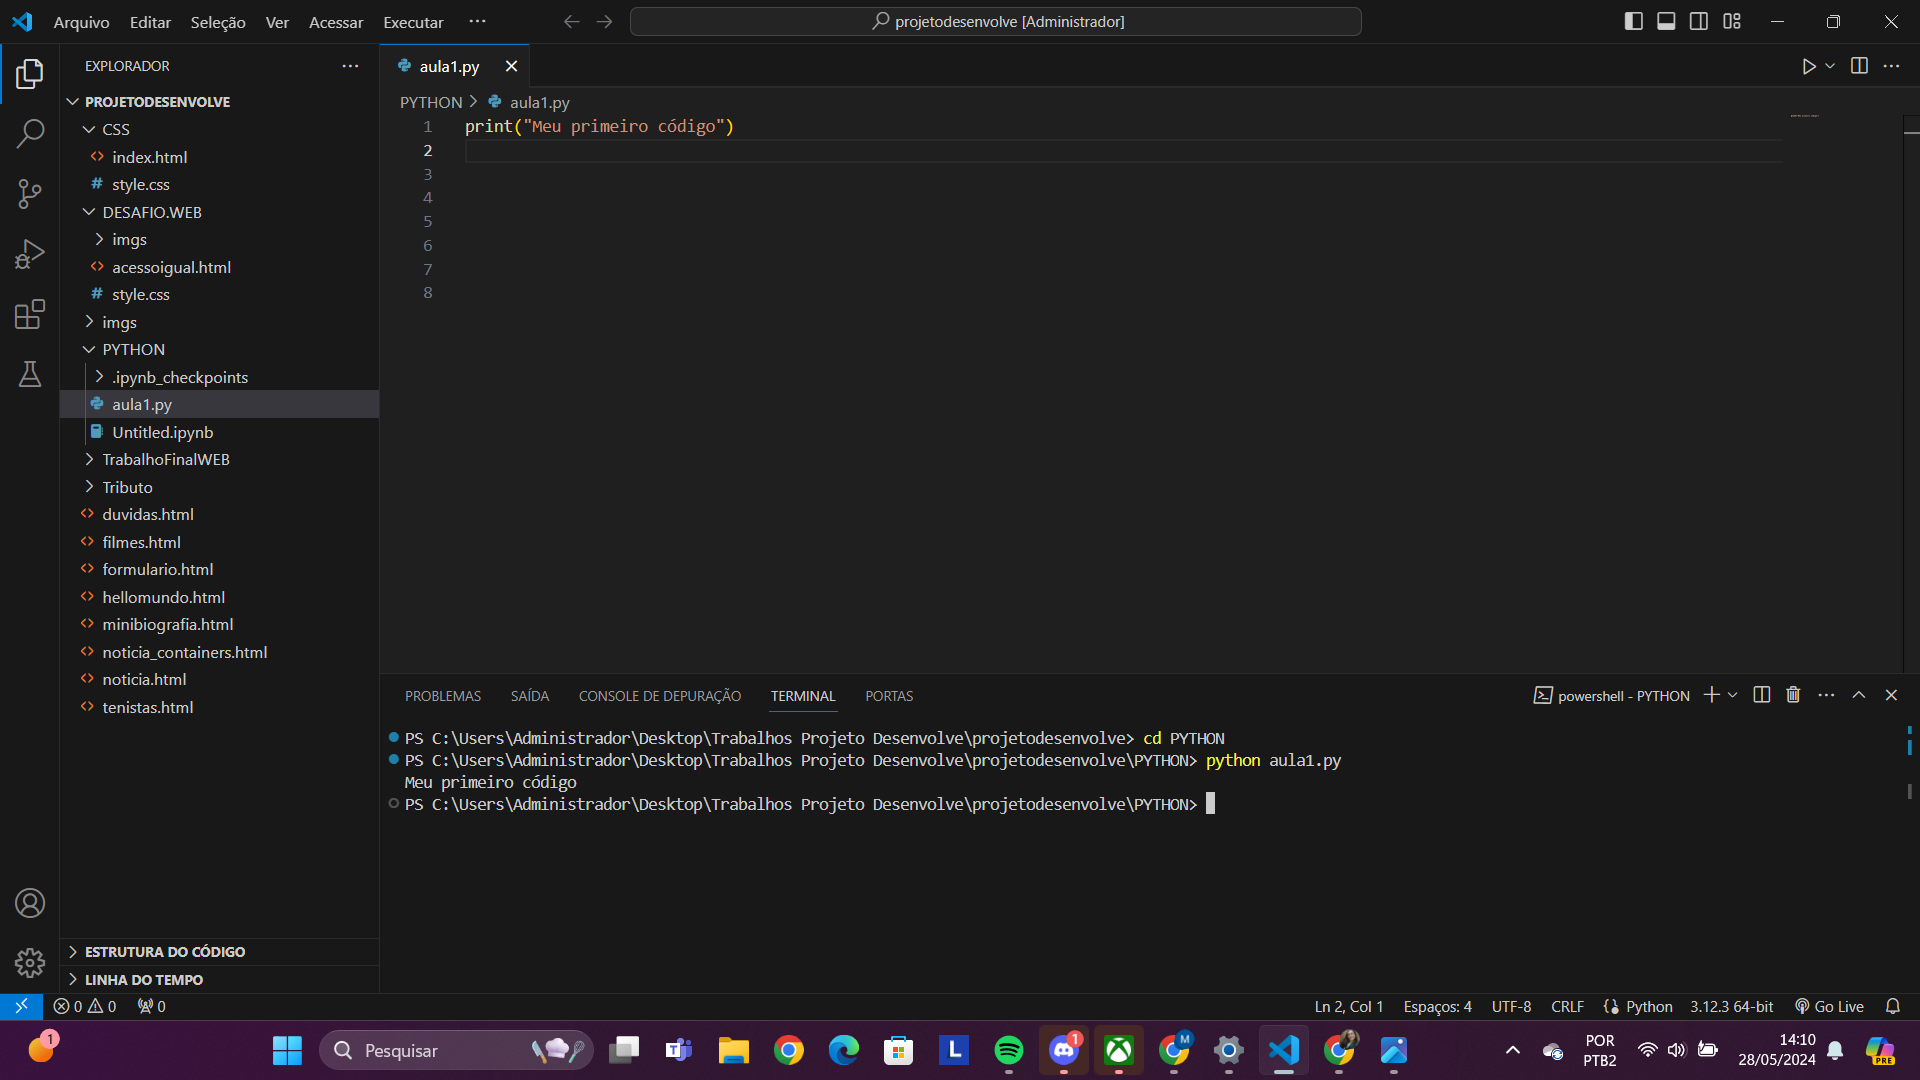 Arquivo Editar Seleção Ver Acessar Executar ··· projetodesenvolve [Administrador]
EXPLORADOR
PROJETODESENVOLVE
CSS
index.html
style.css
DESAFIO.WEB
imgs
acessoigual.html
style.css
imgs
PYTHON
.ipynb_checkpoints
aula1.py
Untitled.ipynb
TrabalhoFinalWEB
Tributo
duvidas.html
filmes.html
formulario.html
hellomundo.html
minibiografia.html
noticia_containers.html
noticia.html
tenistas.html
ESTRUTURA DO CÓDIGO
LINHA DO TEMPO
aula1.py
PYTHON > aula1.py
1 print("Meu primeiro código")
2
3
4
5
6
7
8
PROBLEMAS SAÍDA CONSOLE DE DEPURAÇÃO TERMINAL PORTAS powershell - PYTHON
PS C:\Users\Administrador\Desktop\Trabalhos Projeto Desenvolve\projetodesenvolve> cd PYTHON
PS C:\Users\Administrador\Desktop\Trabalhos Projeto Desenvolve\projetodesenvolve\PYTHON> python aula1.py
Meu primeiro código
PS C:\Users\Administrador\Desktop\Trabalhos Projeto Desenvolve\projetodesenvolve\PYTHON>
0 0 0 Ln 2, Col 1 Espaços: 4 UTF-8 CRLF Python 3.12.3 64-bit Go Live
1 Pesquisar L 1 M POR 14:10
PTB2 28/05/2024 PRE